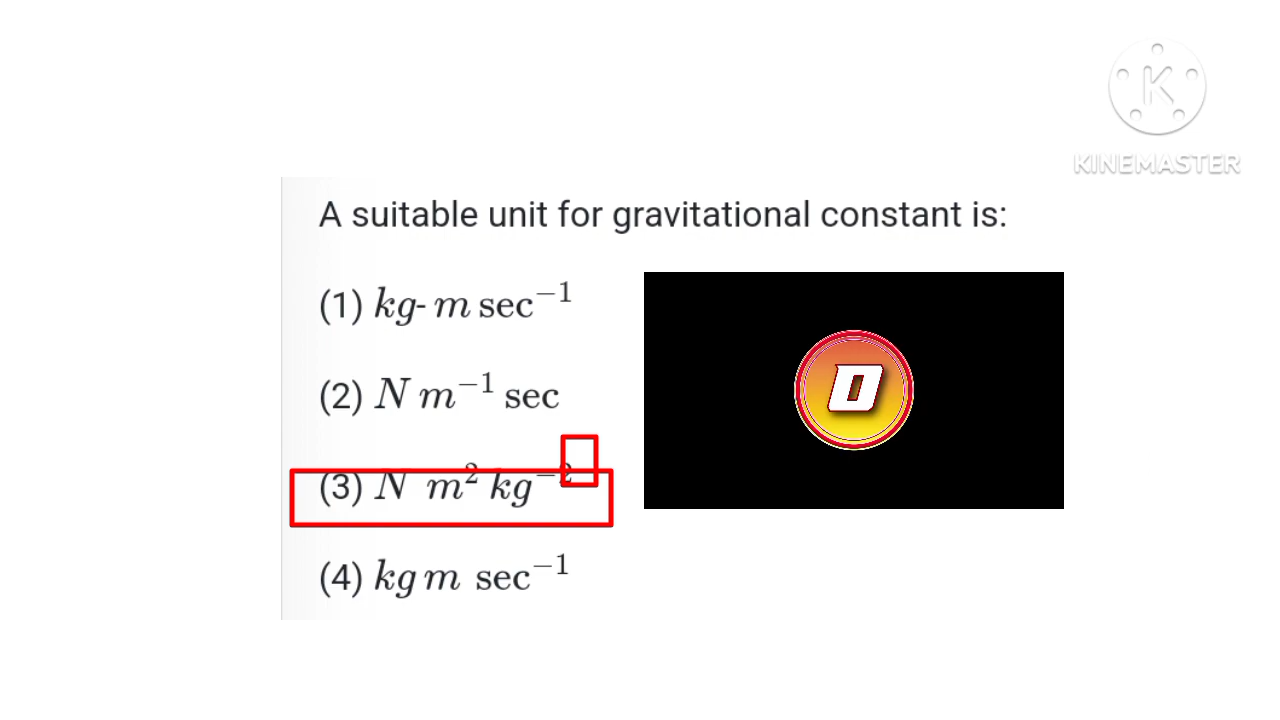 KINEMASTER
A suitable unit for gravitational constant is:
(1) kg- m sec⁻¹
(2) N m⁻¹ sec
(3) N m² kg⁻²
(4) kg m sec⁻¹
0